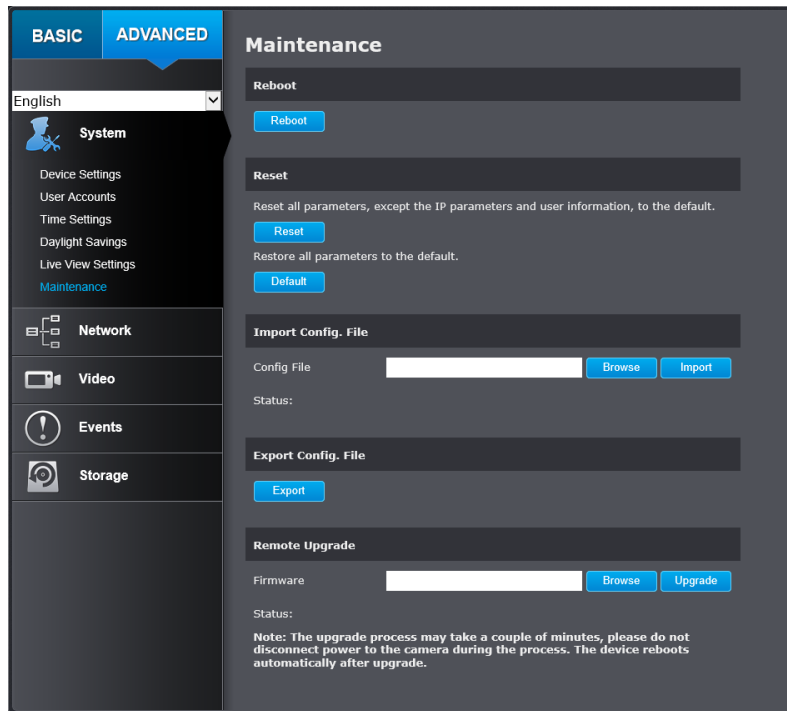 BASIC
ADVANCED
English
System
Device Settings
User Accounts
Time Settings
Daylight Savings
Live View Settings
Maintenance
Network
Video
Events
Storage
Maintenance
Reboot
Reboot
Reset
Reset all parameters, except the IP parameters and user information, to the default.
Reset
Restore all parameters to the default.
Default
Import Config. File
Config File Browse Import
Status:
Export Config. File
Export
Remote Upgrade
Firmware Browse Upgrade
Status:
Note: The upgrade process may take a couple of minutes, please do not
disconnect power to the camera during the process. The device reboots
automatically after upgrade.